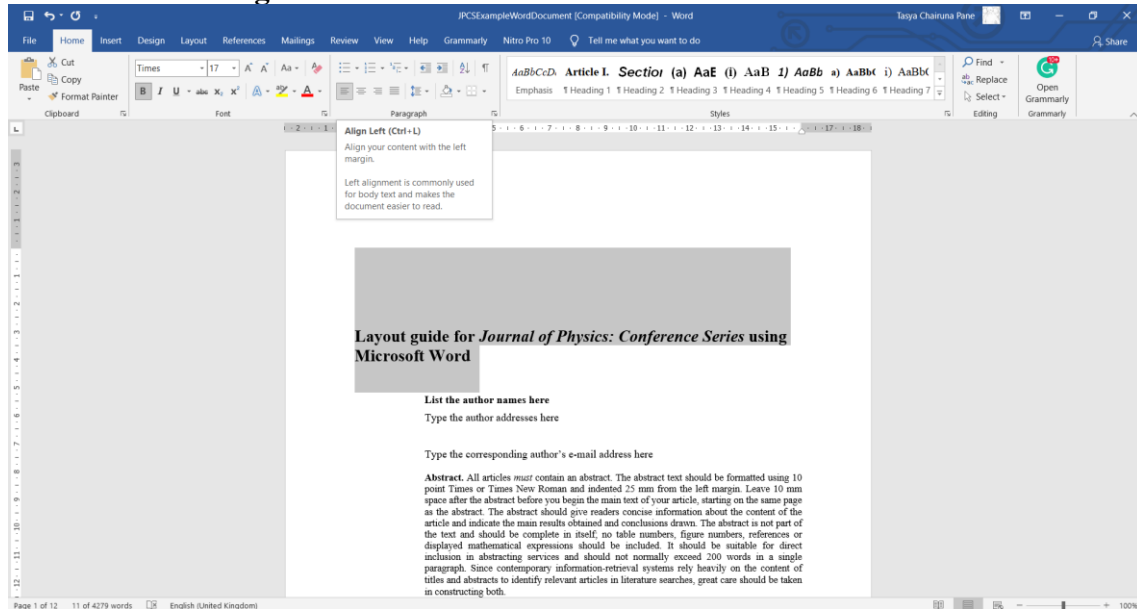 JPCSExampleWordDocument [Compatibility Mode] - Word
Tasya Chairuna Pane
File Home Insert Design Layout References Mailings Review View Help Grammarly Nitro Pro 10 Tell me what you want to do
Share
Paste
Cut
Copy
Format Painter
Clipboard
Times 17
Font
Paragraph
AaBbCcD Article I. Section (a) AaB (i) AaB 1) AaBb a) AaBb( i) AaBb(
Emphasis ¶ Heading 1 ¶ Heading 2 ¶ Heading 3 ¶ Heading 4 ¶ Heading 5 ¶ Heading 6 ¶ Heading 7
Styles
Find
Replace
Select
Editing
Open
Grammarly
Grammarly
Align Left (Ctrl+L)
Align your content with the left
margin.
Left alignment is commonly used
for body text and makes the
document easier to read.
Layout guide for Journal of Physics: Conference Series using
Microsoft Word
List the author names here
Type the author addresses here
Type the corresponding author's e-mail address here
Abstract. All articles must contain an abstract. The abstract text should be formatted using 10
point Times or Times New Roman and indented 25 mm from the left margin. Leave 10 mm
space after the abstract before you begin the main text of your article, starting on the same page
as the abstract. The abstract should give readers concise information about the content of the
article and indicate the main results obtained and conclusions drawn. The abstract is not part of
the text and should be complete in itself; no table numbers, figure numbers, references or
displayed mathematical expressions should be included. It should be suitable for direct
inclusion in abstracting services and should not normally exceed 200 words in a single
paragraph. Since contemporary information-retrieval systems rely heavily on the content of
titles and abstracts to identify relevant articles in literature searches, great care should be taken
in constructing both.
Page 1 of 12 11 of 4279 words English (United Kingdom)
100%